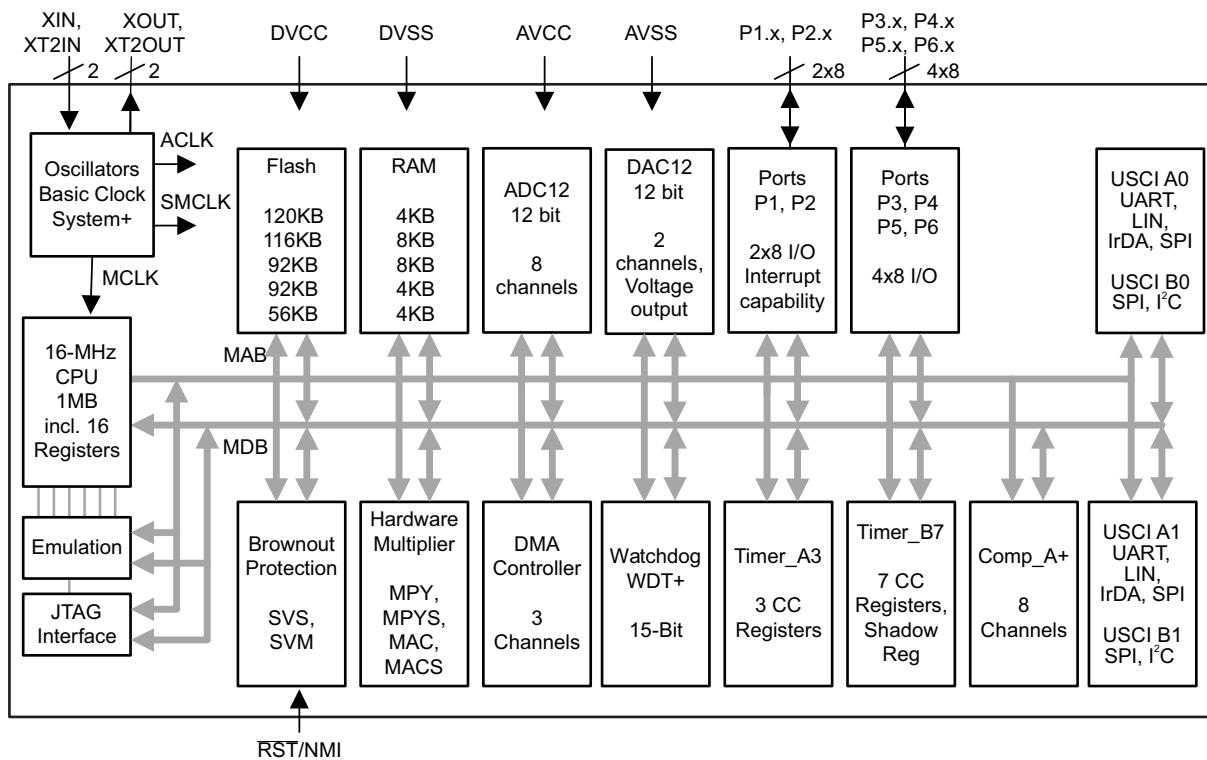 XIN,
XT2IN
XOUT,
XT2OUT
2
2
DVCC
DVSS
AVCC
AVSS
P1.x, P2.x
2x8
P3.x, P4.x
P5.x, P6.x
4x8
Oscillators
Basic Clock
System+
ACLK
SMCLK
MCLK
Flash
120KB
116KB
92KB
92KB
56KB
RAM
4KB
8KB
8KB
4KB
4KB
ADC12
12 bit
8
channels
DAC12
12 bit
2
channels,
Voltage
output
Ports
P1, P2
2x8 I/O
Interrupt
capability
Ports
P3, P4
P5, P6
4x8 I/O
USCI A0
UART,
LIN,
IrDA, SPI
USCI B0
SPI, I²C
16-MHz
CPU
1MB
incl. 16
Registers
MAB
MDB
Emulation
JTAG
Interface
Brownout
Protection
SVS,
SVM
Hardware
Multiplier
MPY,
MPYS,
MAC,
MACS
DMA
Controller
3
Channels
Watchdog
WDT+
15-Bit
Timer_A3
3 CC
Registers
Timer_B7
7 CC
Registers,
Shadow
Reg
Comp_A+
8
Channels
USCI A1
UART,
LIN,
IrDA, SPI
USCI B1
SPI, I²C
RST/NMI